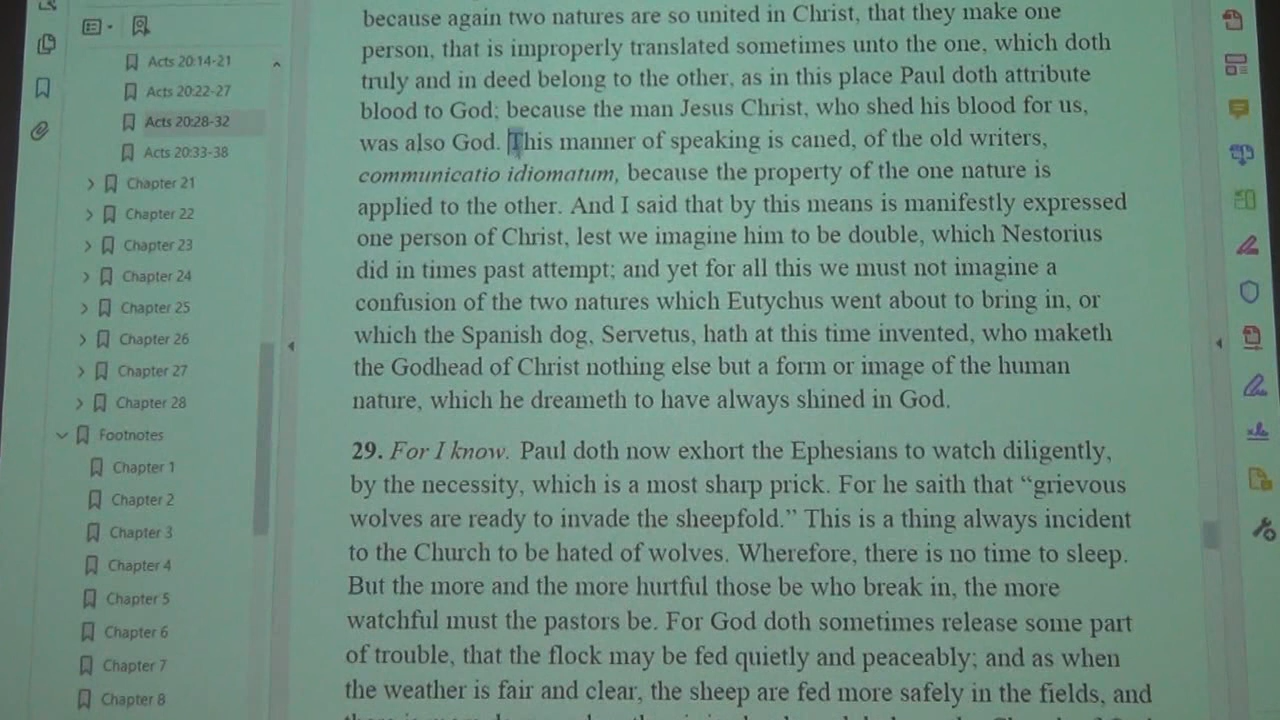 Acts 20:14-21
Acts 20:22-27
Acts 20:28-32
Acts 20:33-38
Chapter 21
Chapter 22
Chapter 23
Chapter 24
Chapter 25
Chapter 26
Chapter 27
Chapter 28
Footnotes
Chapter 1
Chapter 2
Chapter 3
Chapter 4
Chapter 5
Chapter 6
Chapter 7
Chapter 8
because again two natures are so united in Christ, that they make one
person, that is improperly translated sometimes unto the one, which doth
truly and in deed belong to the other, as in this place Paul doth attribute
blood to God; because the man Jesus Christ, who shed his blood for us,
was also God. This manner of speaking is caned, of the old writers,
communicatio idiomatum, because the property of the one nature is
applied to the other. And I said that by this means is manifestly expressed
one person of Christ, lest we imagine him to be double, which Nestorius
did in times past attempt; and yet for all this we must not imagine a
confusion of the two natures which Eutychus went about to bring in, or
which the Spanish dog, Servetus, hath at this time invented, who maketh
the Godhead of Christ nothing else but a form or image of the human
nature, which he dreameth to have always shined in God.
29. For I know. Paul doth now exhort the Ephesians to watch diligently,
by the necessity, which is a most sharp prick. For he saith that “grievous
wolves are ready to invade the sheepfold.” This is a thing always incident
to the Church to be hated of wolves. Wherefore, there is no time to sleep.
But the more and the more hurtful those be who break in, the more
watchful must the pastors be. For God doth sometimes release some part
of trouble, that the flock may be fed quietly and peaceably; and as when
the weather is fair and clear, the sheep are fed more safely in the fields, and